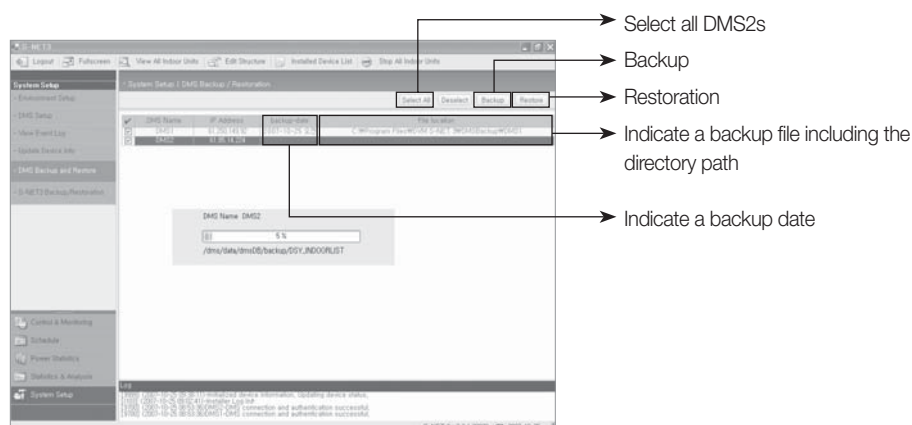 Select all DMS2s
S-NET3
Logout Fullscreen View All Indoor Units Edit Structure Installed Device List Stop All Indoor Units
Backup
System Setup
System Setup / DMS Backup / Restoration
- Environment Setup
Select All Deselect Backup Restore
Restoration
- DMS Setup
DMS Name IP Address backup-date File location
- View Event Log
DMS1
Indicate a backup file including the
directory path
DMS2
- Update Device Info
- DMS Backup and Restore
- S-NET3 Backup/Restoration
DMS Name DMS2
Indicate a backup date
5 %
/dms/data/dmsDB/backup/DSY_INDOORLIST
Control & Monitoring
Schedule
Power Statistics
Statistics & Analysis
System Setup
Log